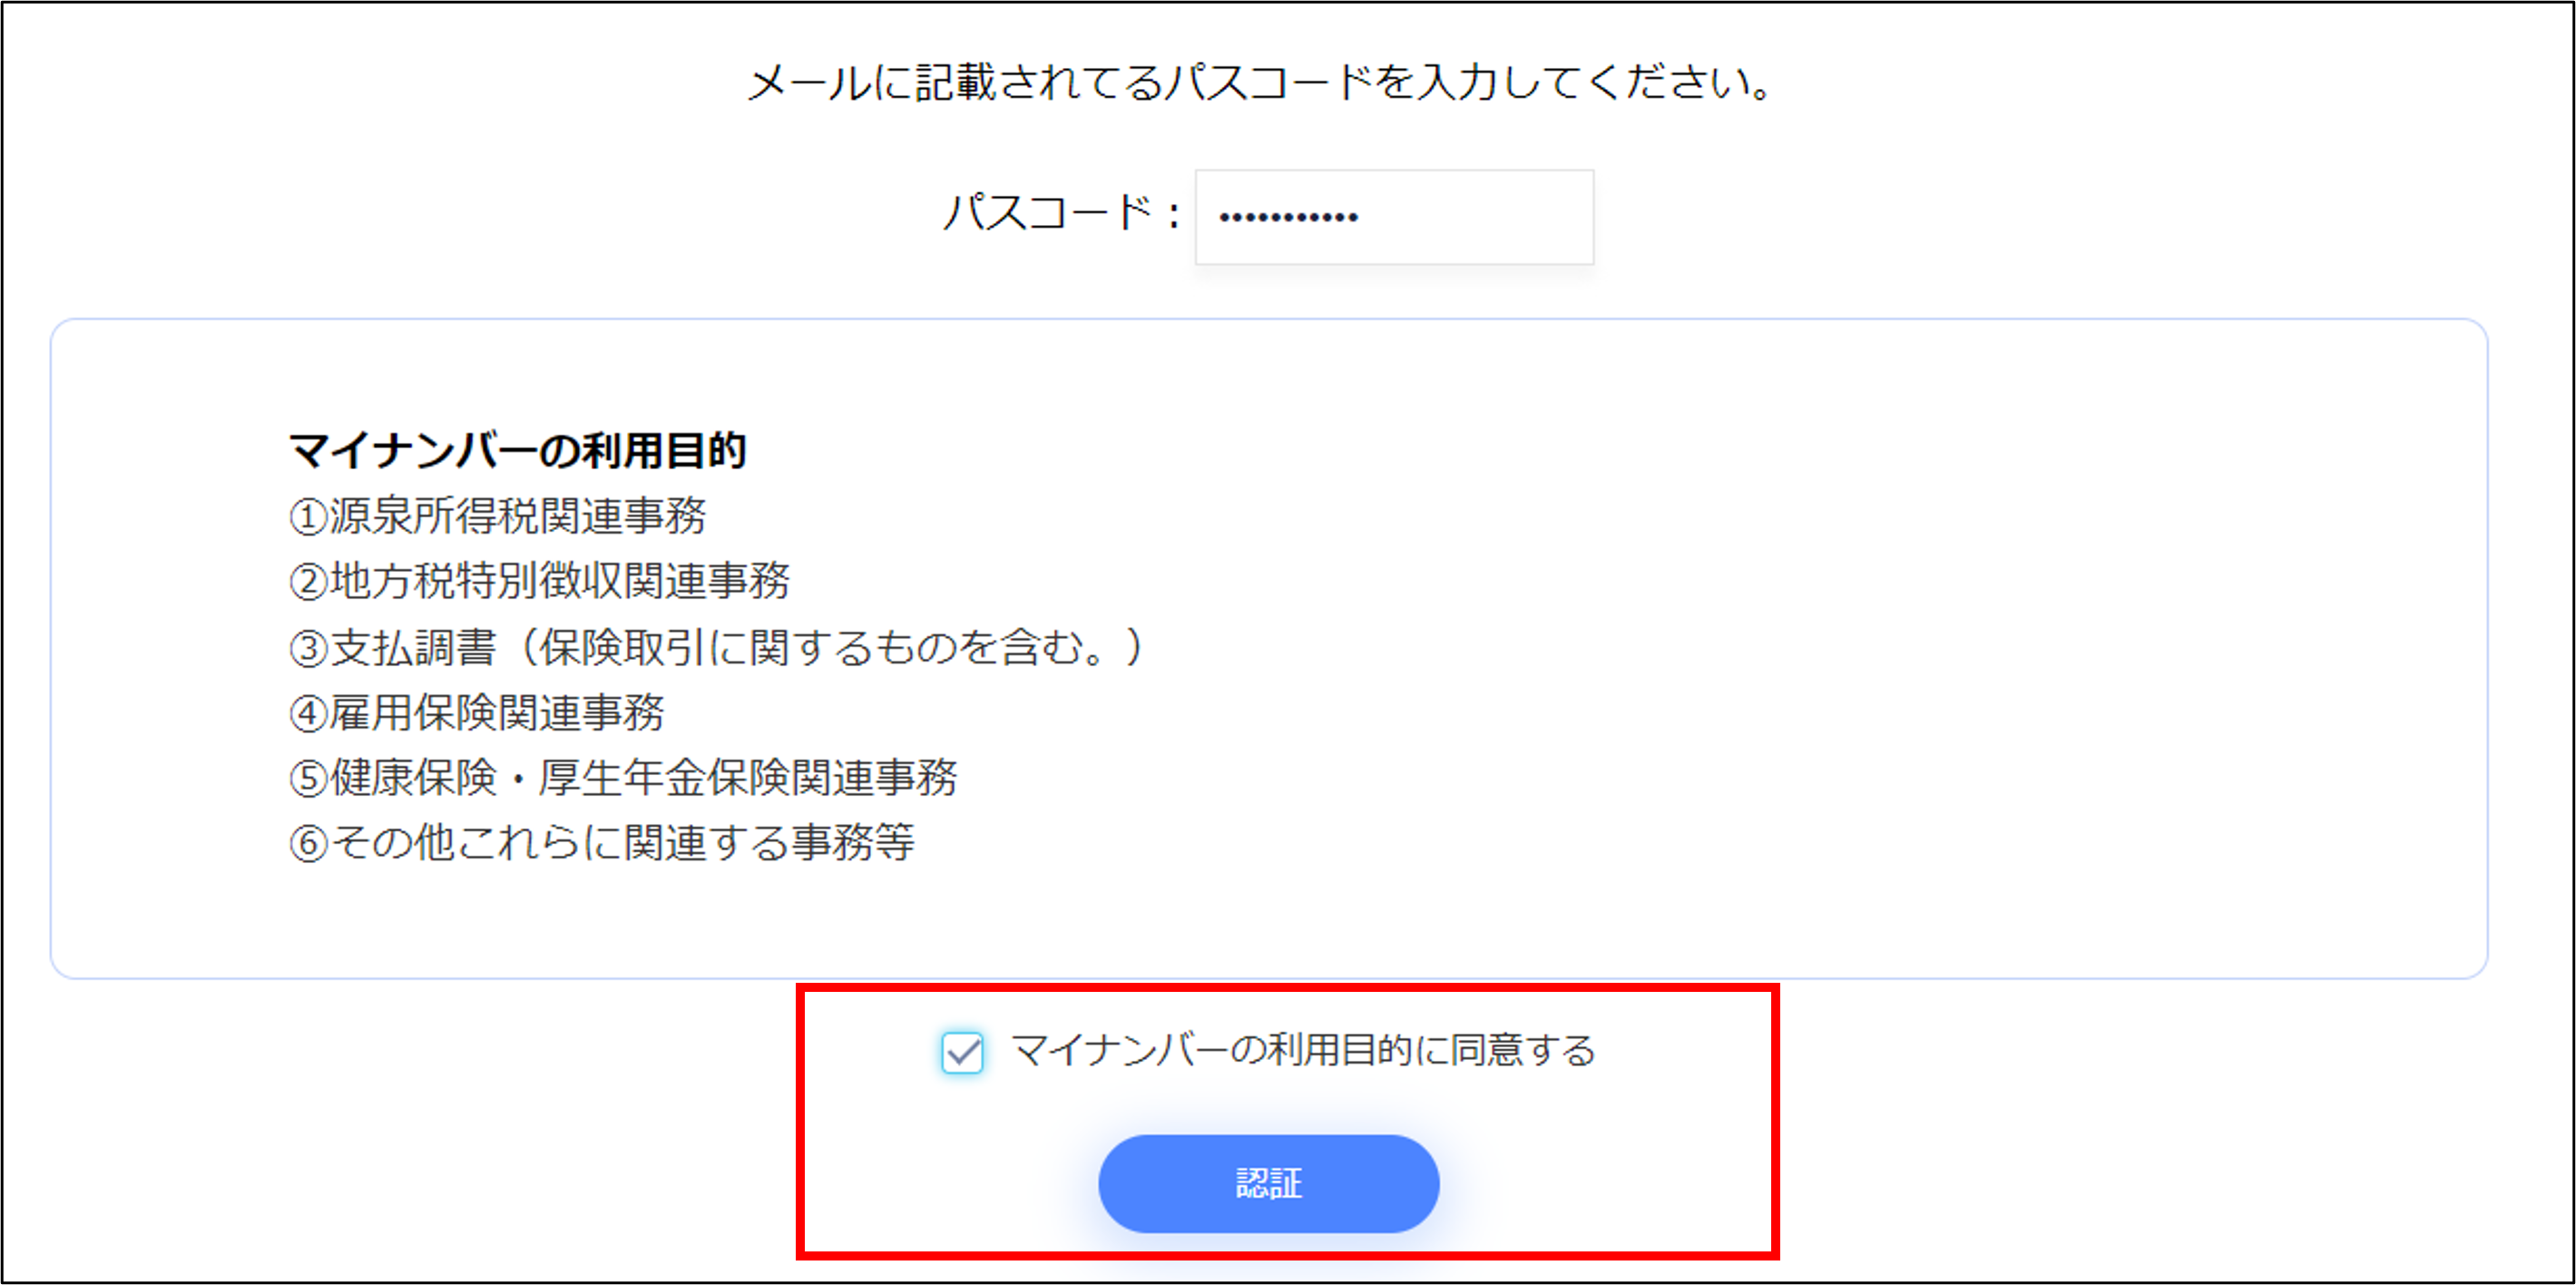 メールに記載されてるパスコードを入力してください。
パスコード：•••••••••••
マイナンバーの利用目的
①源泉所得税関連事務
②地方税特別徴収関連事務
③支払調書（保険取引に関するものを含む。）
④雇用保険関連事務
⑤健康保険・厚生年金保険関連事務
⑥その他これらに関連する事務等
マイナンバーの利用目的に同意する
認証